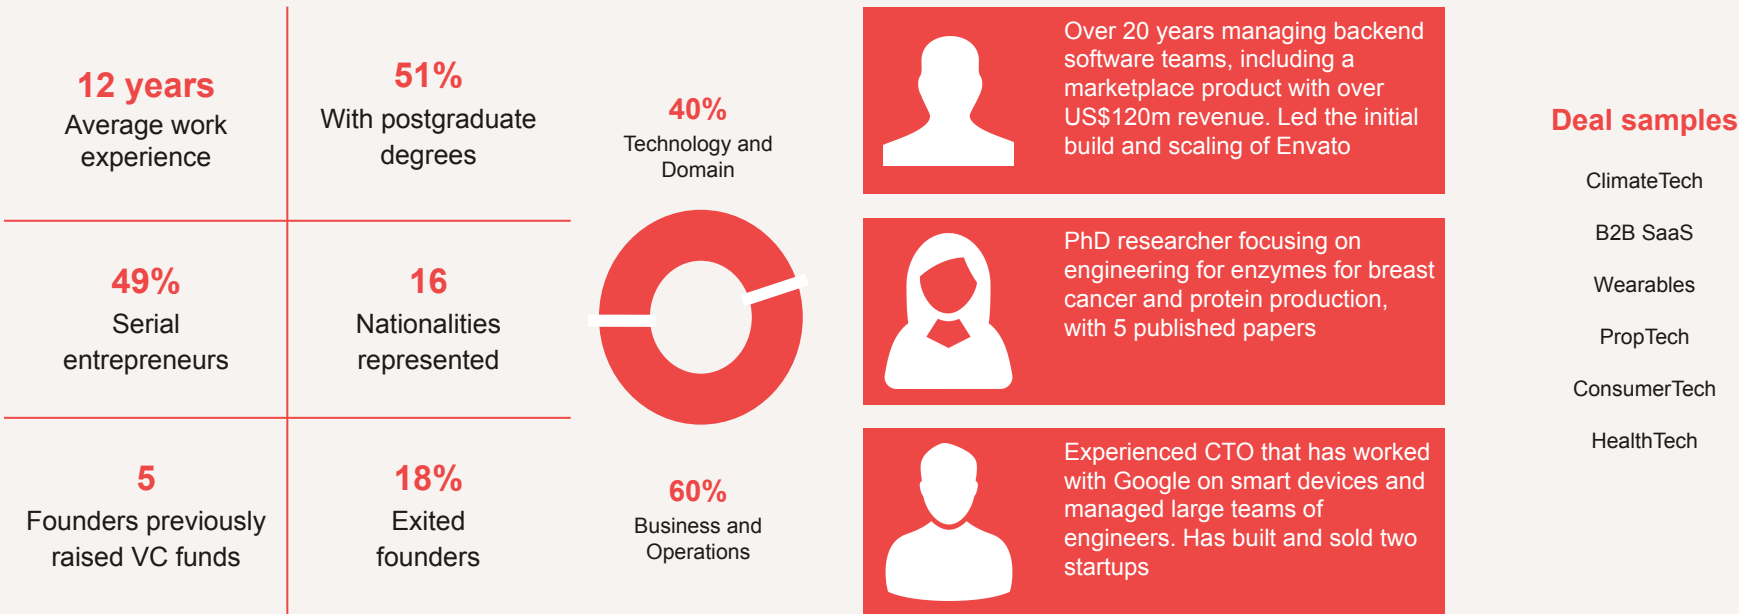 12 years
Average work
experience
51%
With postgraduate
degrees
49%
Serial
entrepreneurs
16
Nationalities
represented
5
Founders previously
raised VC funds
18%
Exited
founders
40%
Technology and
Domain
60%
Business and
Operations
Over 20 years managing backend
software teams, including a
marketplace product with over
US$120m revenue. Led the initial
build and scaling of Envato
PhD researcher focusing on
engineering for enzymes for breast
cancer and protein production,
with 5 published papers
Experienced CTO that has worked
with Google on smart devices and
managed large teams of
engineers. Has built and sold two
startups
Deal samples
ClimateTech
B2B SaaS
Wearables
PropTech
ConsumerTech
HealthTech